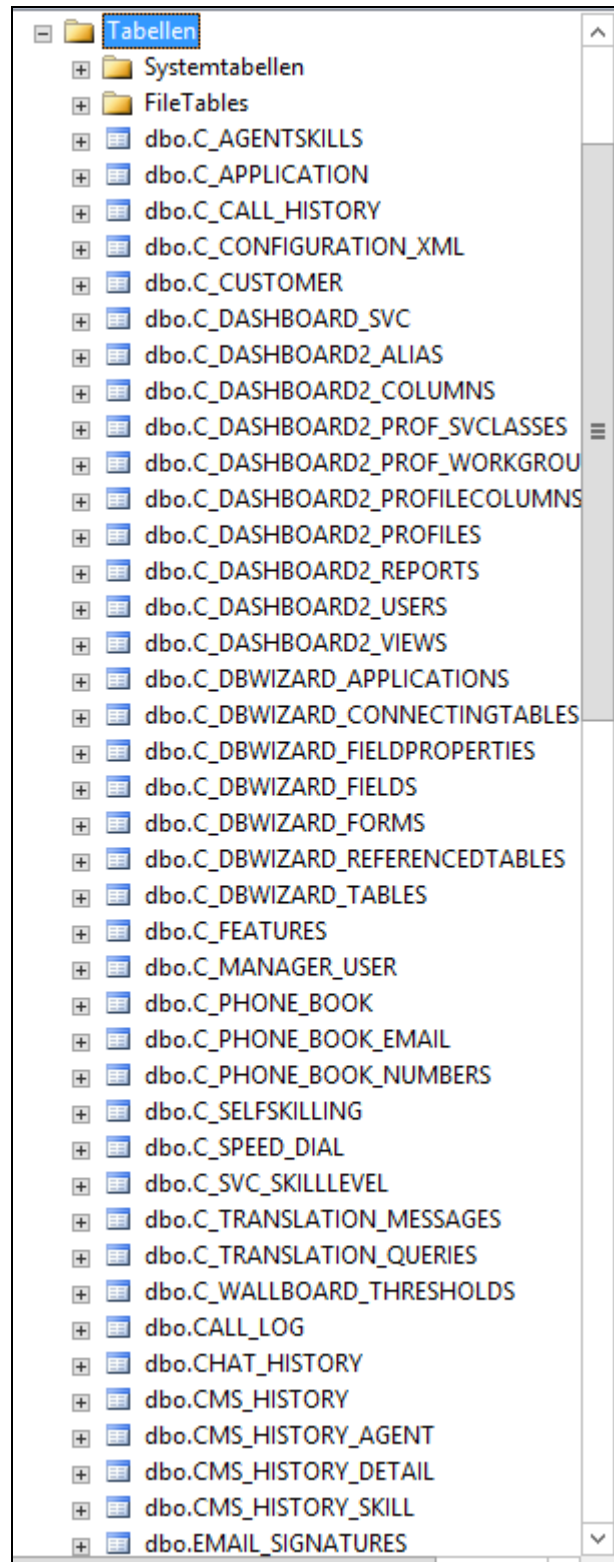 Tabellen
Systemtabellen
FileTables
dbo.C_AGENTSKILLS
dbo.C_APPLICATION
dbo.C_CALL_HISTORY
dbo.C_CONFIGURATION_XML
dbo.C_CUSTOMER
dbo.C_DASHBOARD_SVC
dbo.C_DASHBOARD2_ALIAS
dbo.C_DASHBOARD2_COLUMNS
dbo.C_DASHBOARD2_PROF_SVCLASSES
dbo.C_DASHBOARD2_PROF_WORKGROU
dbo.C_DASHBOARD2_PROFILECOLUMNS
dbo.C_DASHBOARD2_PROFILES
dbo.C_DASHBOARD2_REPORTS
dbo.C_DASHBOARD2_USERS
dbo.C_DASHBOARD2_VIEWS
dbo.C_DBWIZARD_APPLICATIONS
dbo.C_DBWIZARD_CONNECTINGTABLES
dbo.C_DBWIZARD_FIELDPROPERTIES
dbo.C_DBWIZARD_FIELDS
dbo.C_DBWIZARD_FORMS
dbo.C_DBWIZARD_REFERENCEDTABLES
dbo.C_DBWIZARD_TABLES
dbo.C_FEATURES
dbo.C_MANAGER_USER
dbo.C_PHONE_BOOK
dbo.C_PHONE_BOOK_EMAIL
dbo.C_PHONE_BOOK_NUMBERS
dbo.C_SELFSKILLING
dbo.C_SPEED_DIAL
dbo.C_SVC_SKILLLEVEL
dbo.C_TRANSLATION_MESSAGES
dbo.C_TRANSLATION_QUERIES
dbo.C_WALLBOARD_THRESHOLDS
dbo.CALL_LOG
dbo.CHAT_HISTORY
dbo.CMS_HISTORY
dbo.CMS_HISTORY_AGENT
dbo.CMS_HISTORY_DETAIL
dbo.CMS_HISTORY_SKILL
dbo.EMAIL_SIGNATURES